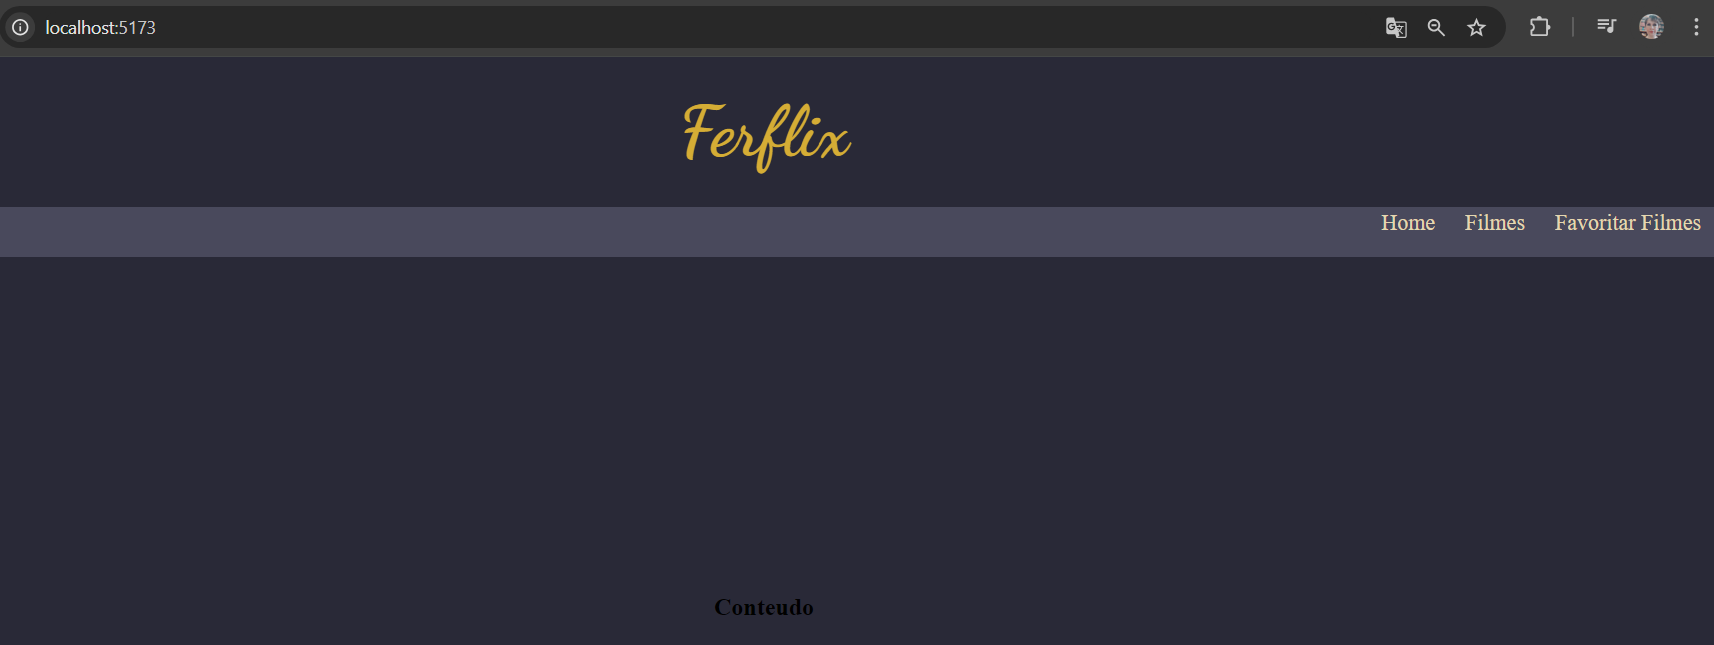 localhost:5173
Ferflix
Home Filmes Favoritar Filmes
Conteudo